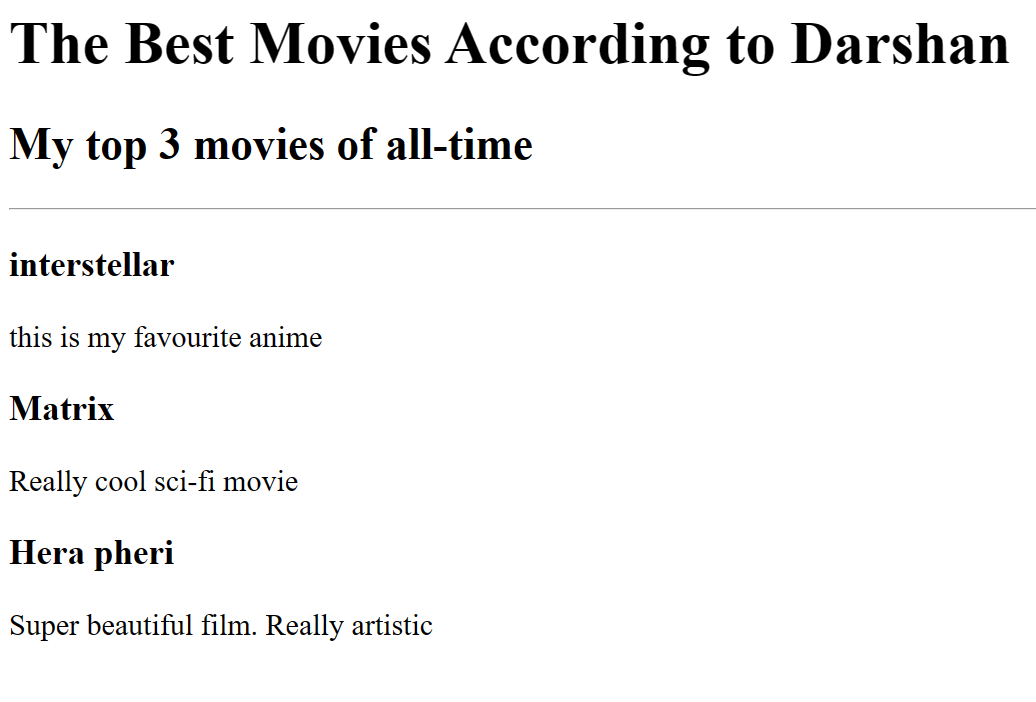 The Best Movies According to Darshan
My top 3 movies of all-time
interstellar
this is my favourite anime
Matrix
Really cool sci-fi movie
Hera pheri
Super beautiful film. Really artistic